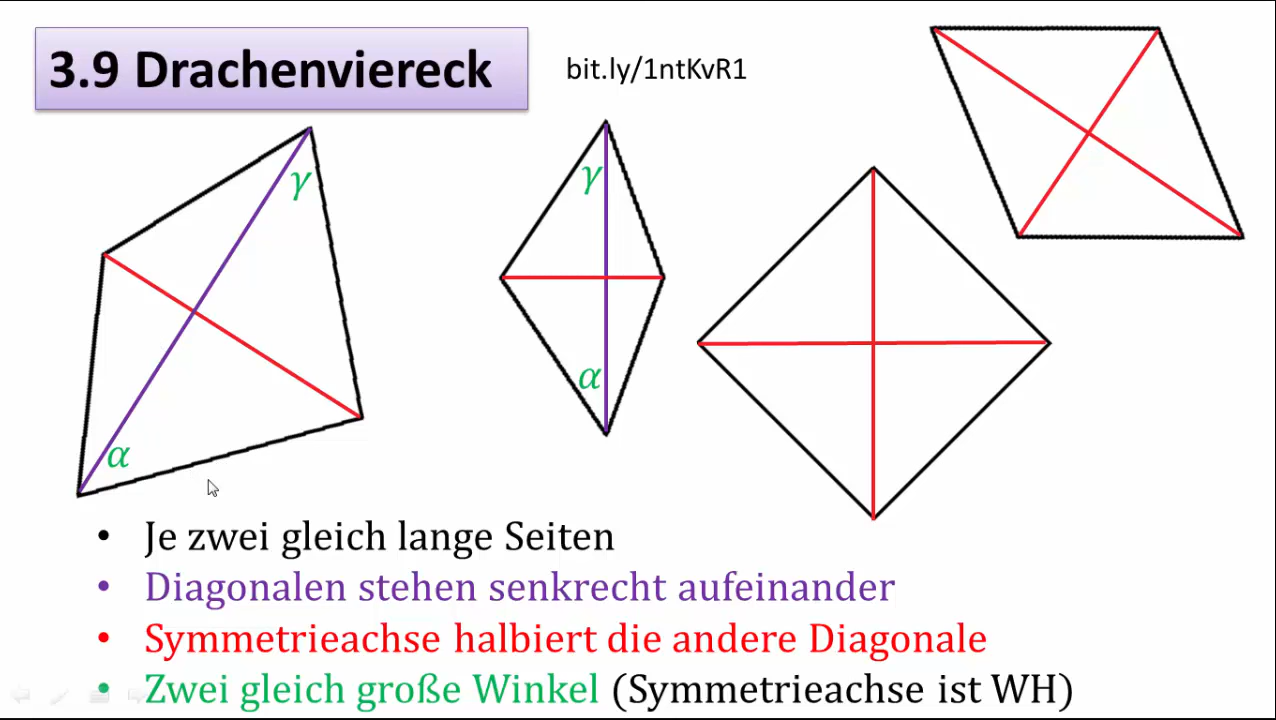 3.9 Drachenviereck
bit.ly/1ntKvR1
γ
γ
α
α
• Je zwei gleich lange Seiten
• Diagonalen stehen senkrecht aufeinander
• Symmetrieachse halbiert die andere Diagonale
• Zwei gleich große Winkel (Symmetrieachse ist WH)